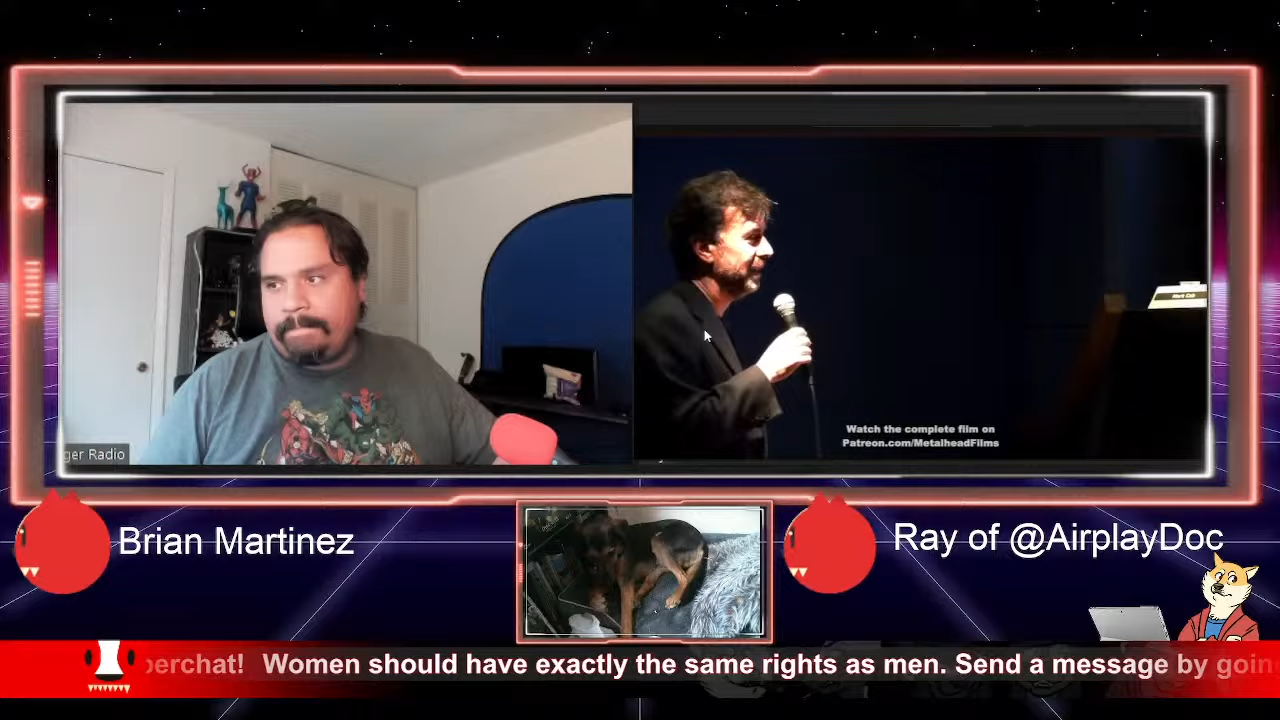 ger Radio
Watch the complete film on
Patreon.com/MetalheadFilms
Brian Martinez
Ray of @AirplayDoc
perchat! Women should have exactly the same rights as men. Send a message by goin